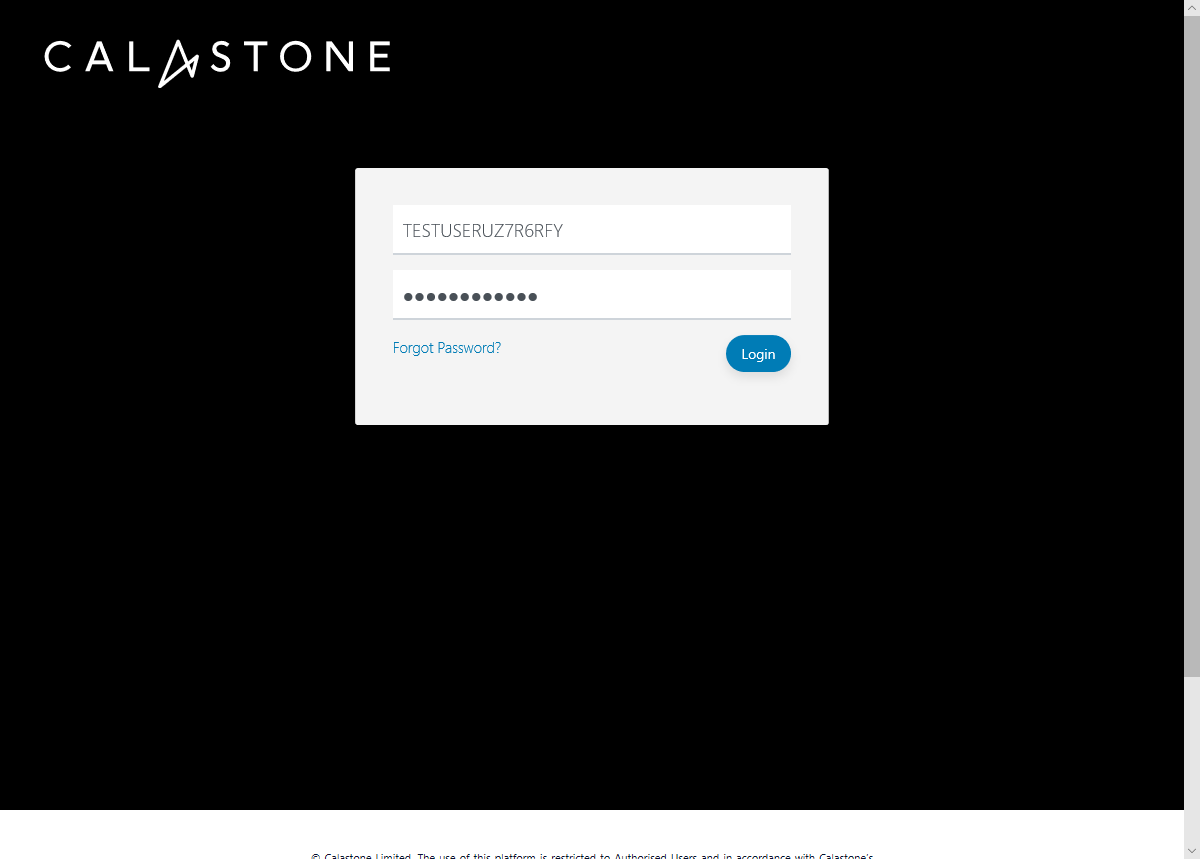 CALASTONE
TESTUSERUZ7R6RFY
Forgot Password?
Login
© Calastone Limited. The use of this platform is restricted to Authorised Users and in accordance with Calastone's